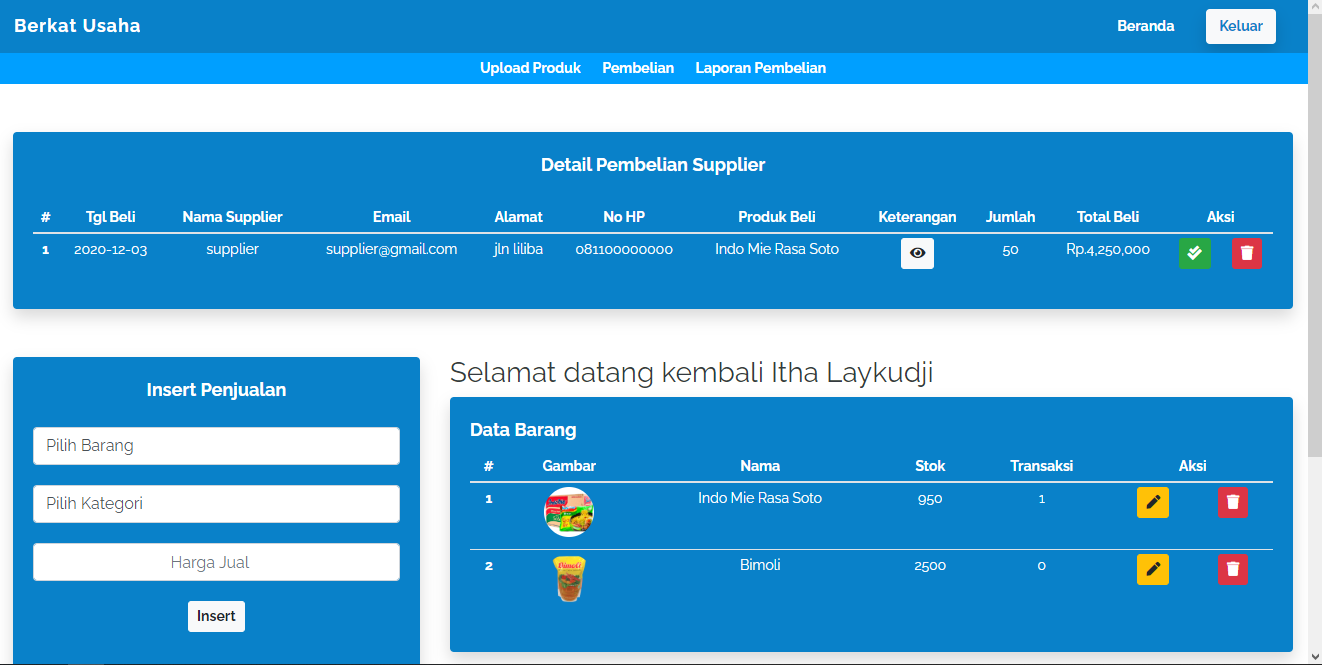 Berkat Usaha Beranda Keluar
Upload Produk Pembelian Laporan Pembelian
Detail Pembelian Supplier
# Tgl Beli Nama Supplier Email Alamat No HP Produk Beli Keterangan Jumlah Total Beli Aksi
1 2020-12-03 supplier supplier@gmail.com jln liliba 081100000000 Indo Mie Rasa Soto 50 Rp.4,250,000
Insert Penjualan
Pilih Barang
Pilih Kategori
Harga Jual
Insert
Selamat datang kembali Itha Laykudji
Data Barang
# Gambar Nama Stok Transaksi Aksi
1 Indo Mie Rasa Soto 950 1
2 Bimoli 2500 0
Bimoli